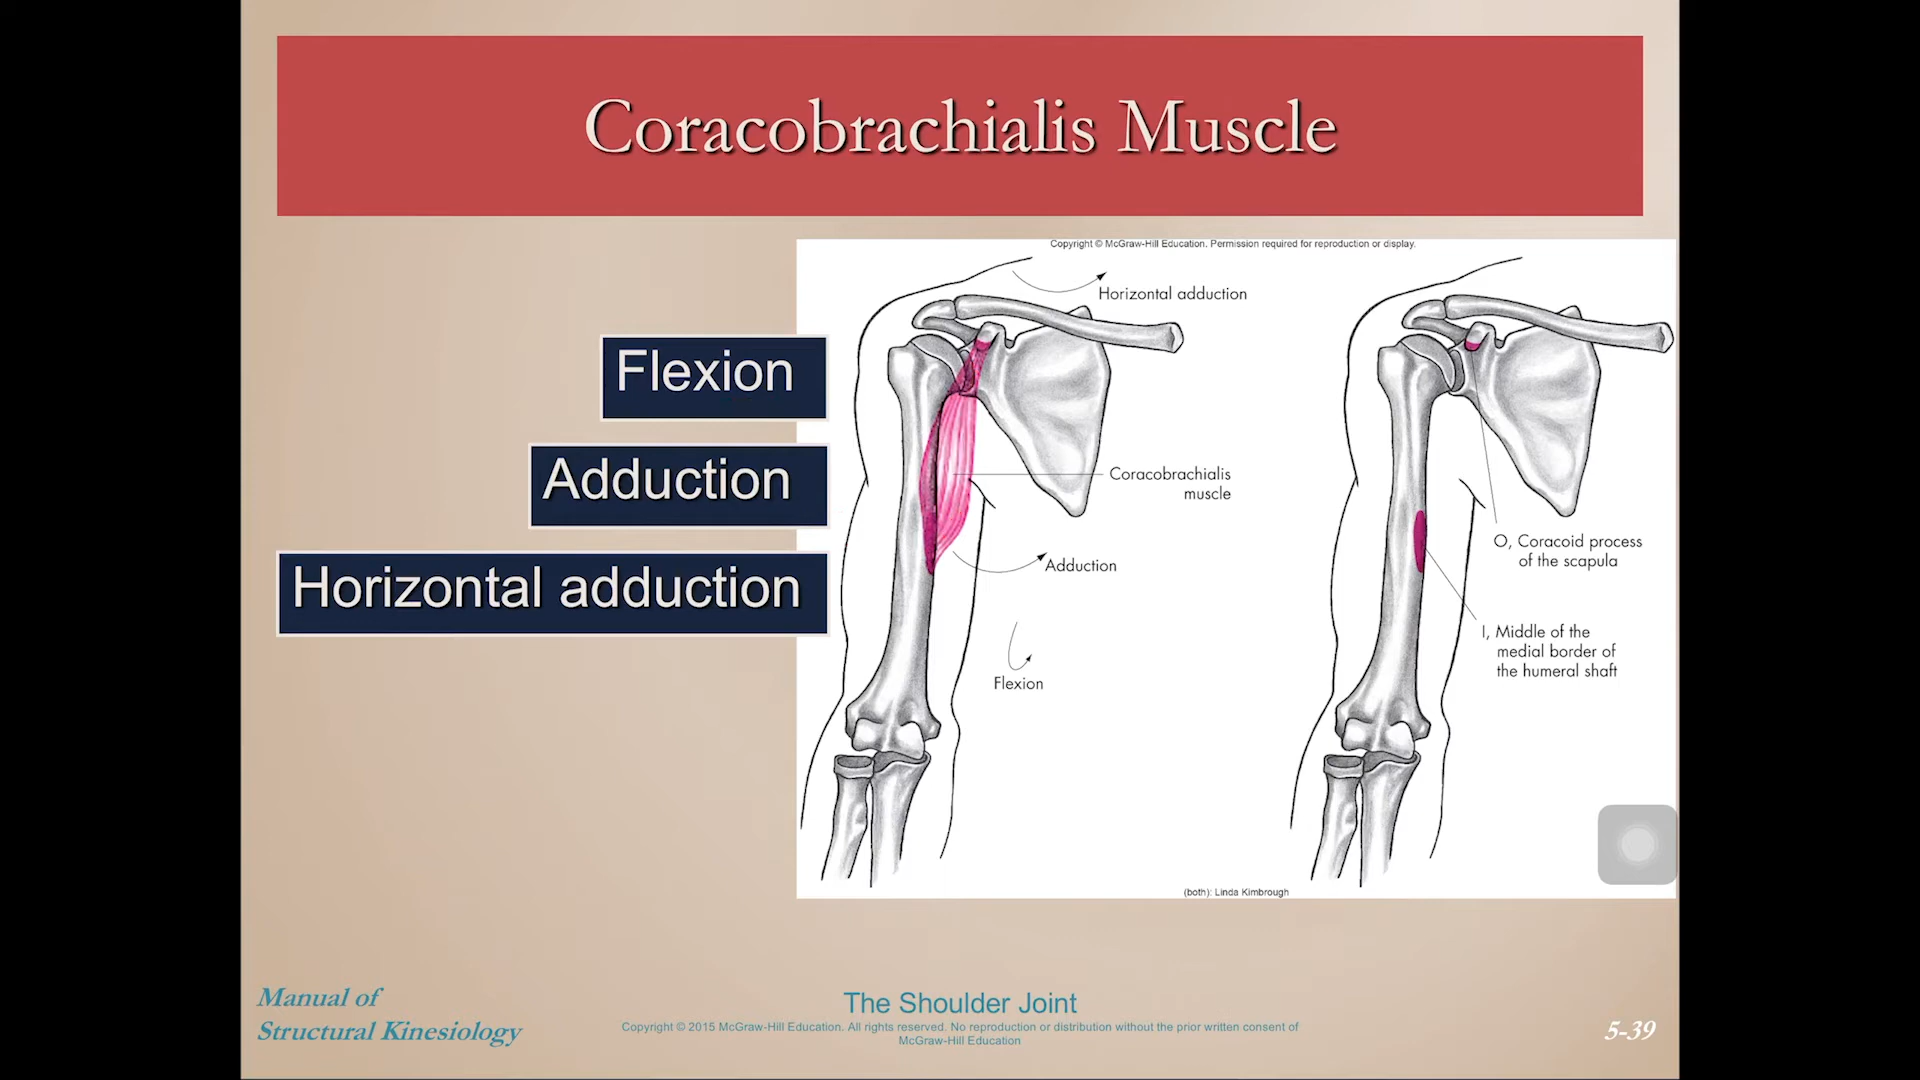 Coracobrachialis Muscle
Copyright © McGraw-Hill Education. Permission required for reproduction or display.
Horizontal adduction
Flexion
Adduction
Horizontal adduction
Coracobrachialis
muscle
Adduction
Flexion
O, Coracoid process
of the scapula
I, Middle of the
medial border of
the humeral shaft
(both): Linda Kimbrough
Manual of
Structural Kinesiology
The Shoulder Joint
Copyright © 2015 McGraw-Hill Education. All rights reserved. No reproduction or distribution without the prior written consent of
McGraw-Hill Education
5-39